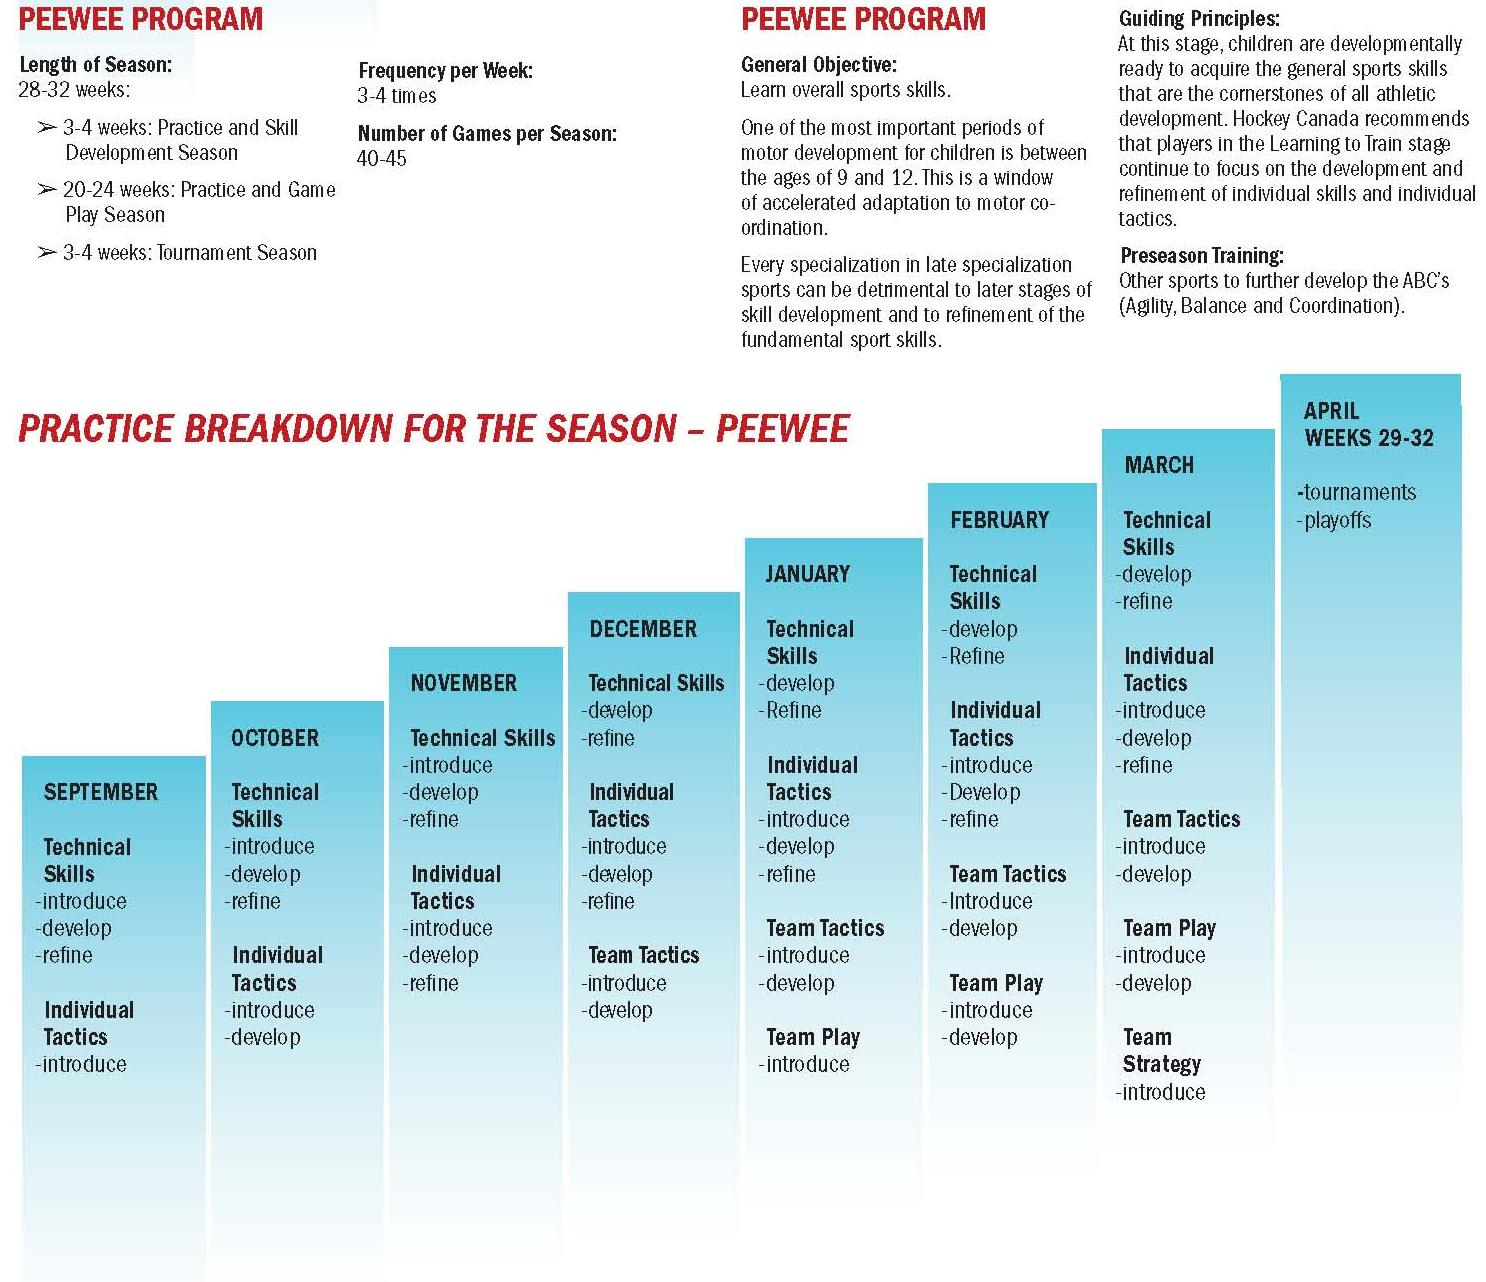 PEEWEE PROGRAM
Length of Season:
28-32 weeks:
➢ 3-4 weeks: Practice and Skill
Development Season
➢ 20-24 weeks: Practice and Game
Play Season
➢ 3-4 weeks: Tournament Season
Frequency per Week:
3-4 times
Number of Games per Season:
40-45
PEEWEE PROGRAM
General Objective:
Learn overall sports skills.
One of the most important periods of
motor development for children is between
the ages of 9 and 12. This is a window
of accelerated adaptation to motor co-
ordination.
Every specialization in late specialization
sports can be detrimental to later stages of
skill development and to refinement of the
fundamental sport skills.
Guiding Principles:
At this stage, children are developmentally
ready to acquire the general sports skills
that are the cornerstones of all athletic
development. Hockey Canada recommends
that players in the Learning to Train stage
continue to focus on the development and
refinement of individual skills and individual
tactics.
Preseason Training:
Other sports to further develop the ABC's
(Agility, Balance and Coordination).
PRACTICE BREAKDOWN FOR THE SEASON – PEEWEE
SEPTEMBER
Technical
Skills
-introduce
-develop
-refine
Individual
Tactics
-introduce
OCTOBER
Technical
Skills
-introduce
-develop
-refine
Individual
Tactics
-introduce
-develop
NOVEMBER
Technical Skills
-introduce
-develop
-refine
Individual
Tactics
-introduce
-develop
-refine
DECEMBER
Technical Skills
-develop
-refine
Individual
Tactics
-introduce
-develop
-refine
Team Tactics
-introduce
-develop
JANUARY
Technical
Skills
-develop
-Refine
Individual
Tactics
-introduce
-develop
-refine
Team Tactics
-introduce
-develop
Team Play
-introduce
FEBRUARY
Technical
Skills
-develop
-Refine
Individual
Tactics
-introduce
-Develop
-refine
Team Tactics
-Introduce
-develop
Team Play
-introduce
-develop
MARCH
Technical
Skills
-develop
-refine
Individual
Tactics
-introduce
-develop
-refine
Team Tactics
-introduce
-develop
Team Play
-introduce
-develop
Team
Strategy
-introduce
APRIL
WEEKS 29-32
-tournaments
-playoffs